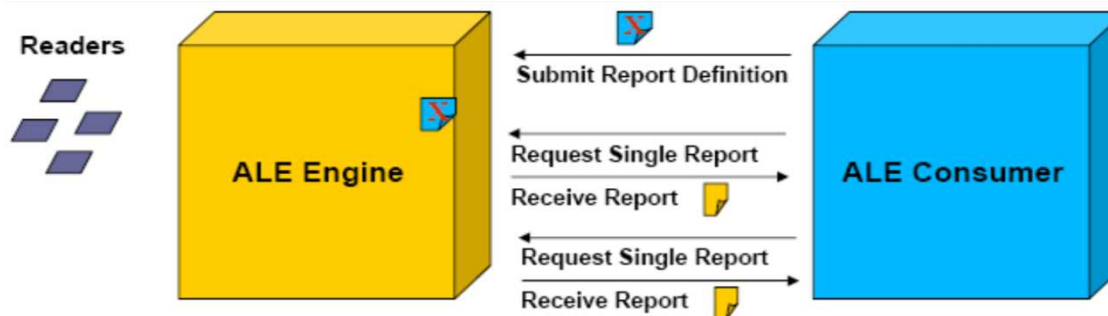 Readers
X
Submit Report Definition
X
ALE Engine
ALE Consumer
Request Single Report
Receive Report
Request Single Report
Receive Report